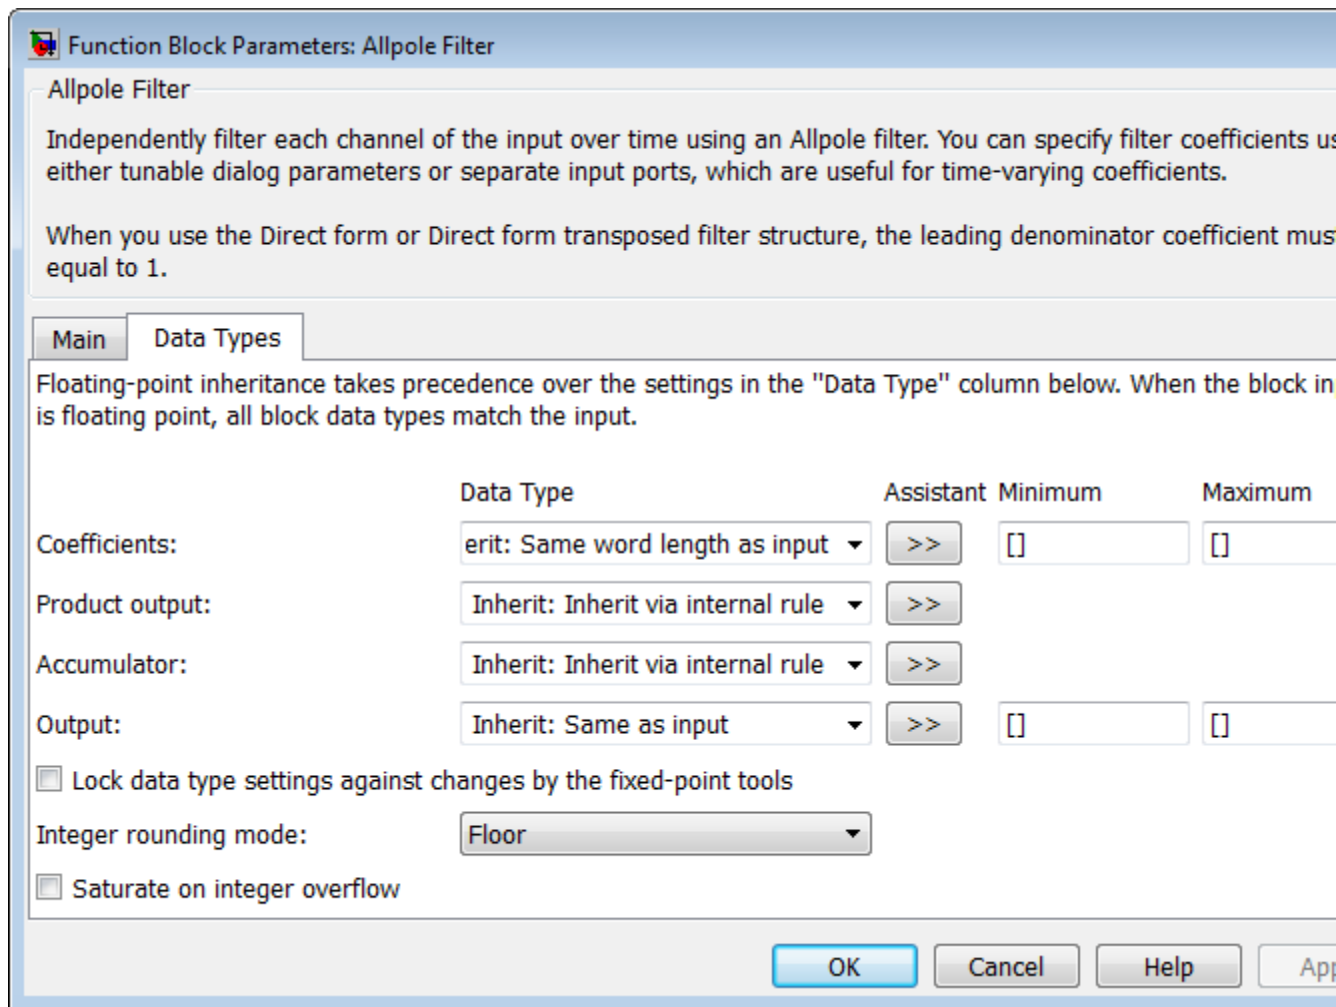 Function Block Parameters: Allpole Filter
Allpole Filter
Independently filter each channel of the input over time using an Allpole filter. You can specify filter coefficients
either tunable dialog parameters or separate input ports, which are useful for time-varying coefficients.
When you use the Direct form or Direct form transposed filter structure, the leading denominator coefficient
equal to 1.
Main Data Types
Floating-point inheritance takes precedence over the settings in the "Data Type" column below. When the block
is floating point, all block data types match the input.
Data Type Assistant Minimum Maximum
Coefficients: erit: Same word length as input >> [] []
Product output: Inherit: Inherit via internal rule >>
Accumulator: Inherit: Inherit via internal rule >>
Output: Inherit: Same as input >> [] []
Lock data type settings against changes by the fixed-point tools
Integer rounding mode: Floor
Saturate on integer overflow
OK Cancel Help